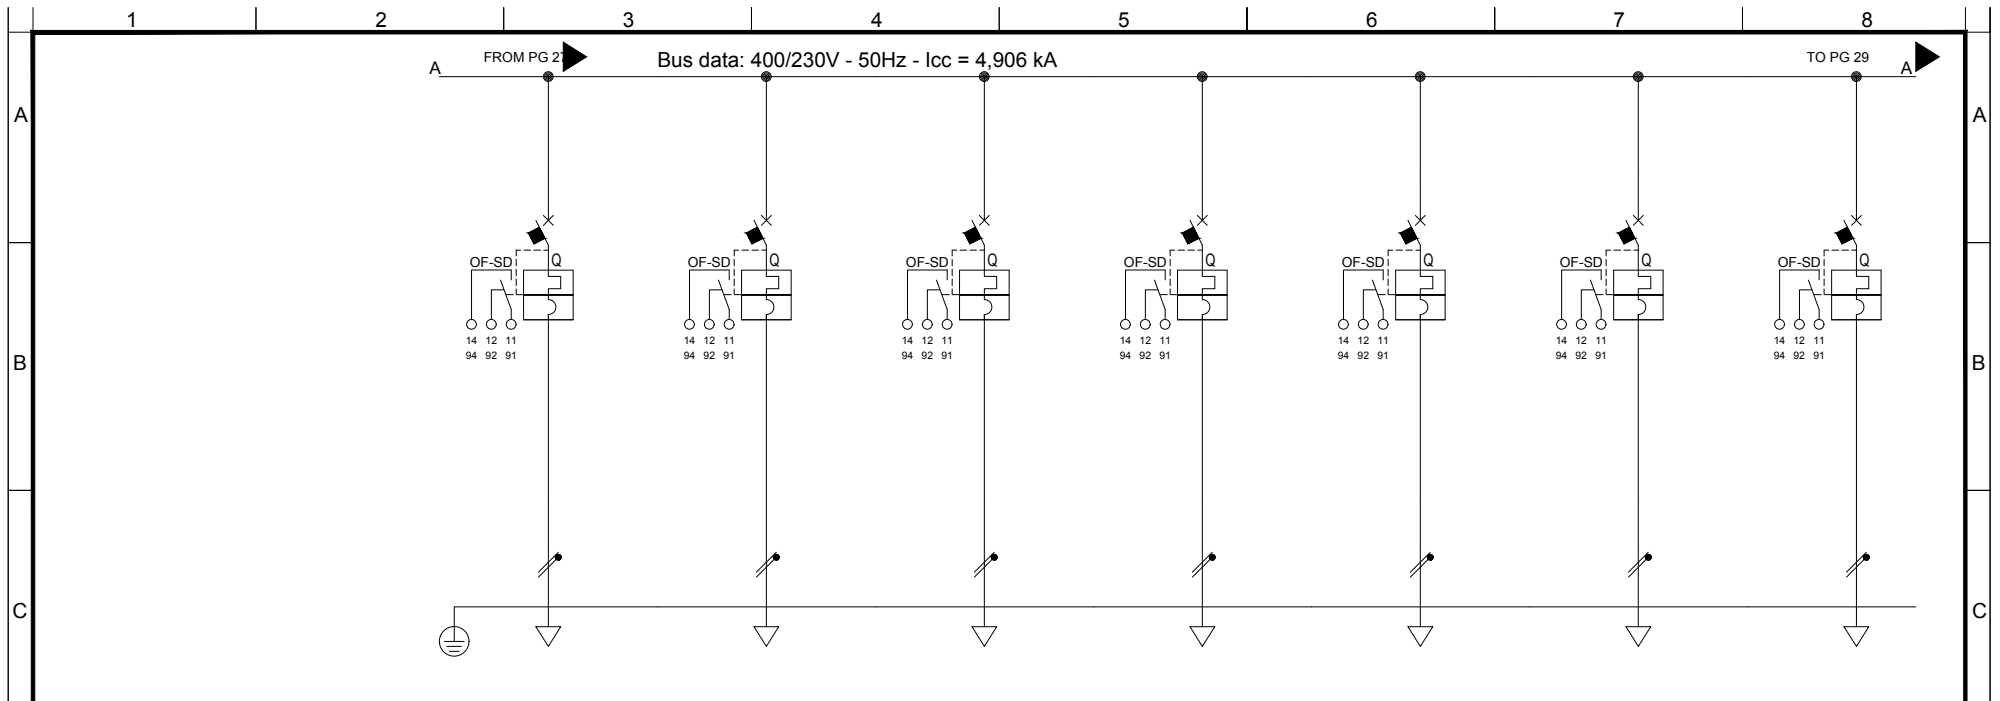 1 2 3 4 5 6 7 8
FROM PG 27 Bus data: 400/230V - 50Hz - Icc = 4,906 kA TO PG 29
A A
A A
Q Q Q Q Q Q Q
OF-SD OF-SD OF-SD OF-SD OF-SD OF-SD OF-SD
14 12 11 14 12 11 14 12 11 14 12 11 14 12 11 14 12 11 14 12 11
94 92 91 94 92 91 94 92 91 94 92 91 94 92 91 94 92 91 94 92 91
B B
C C